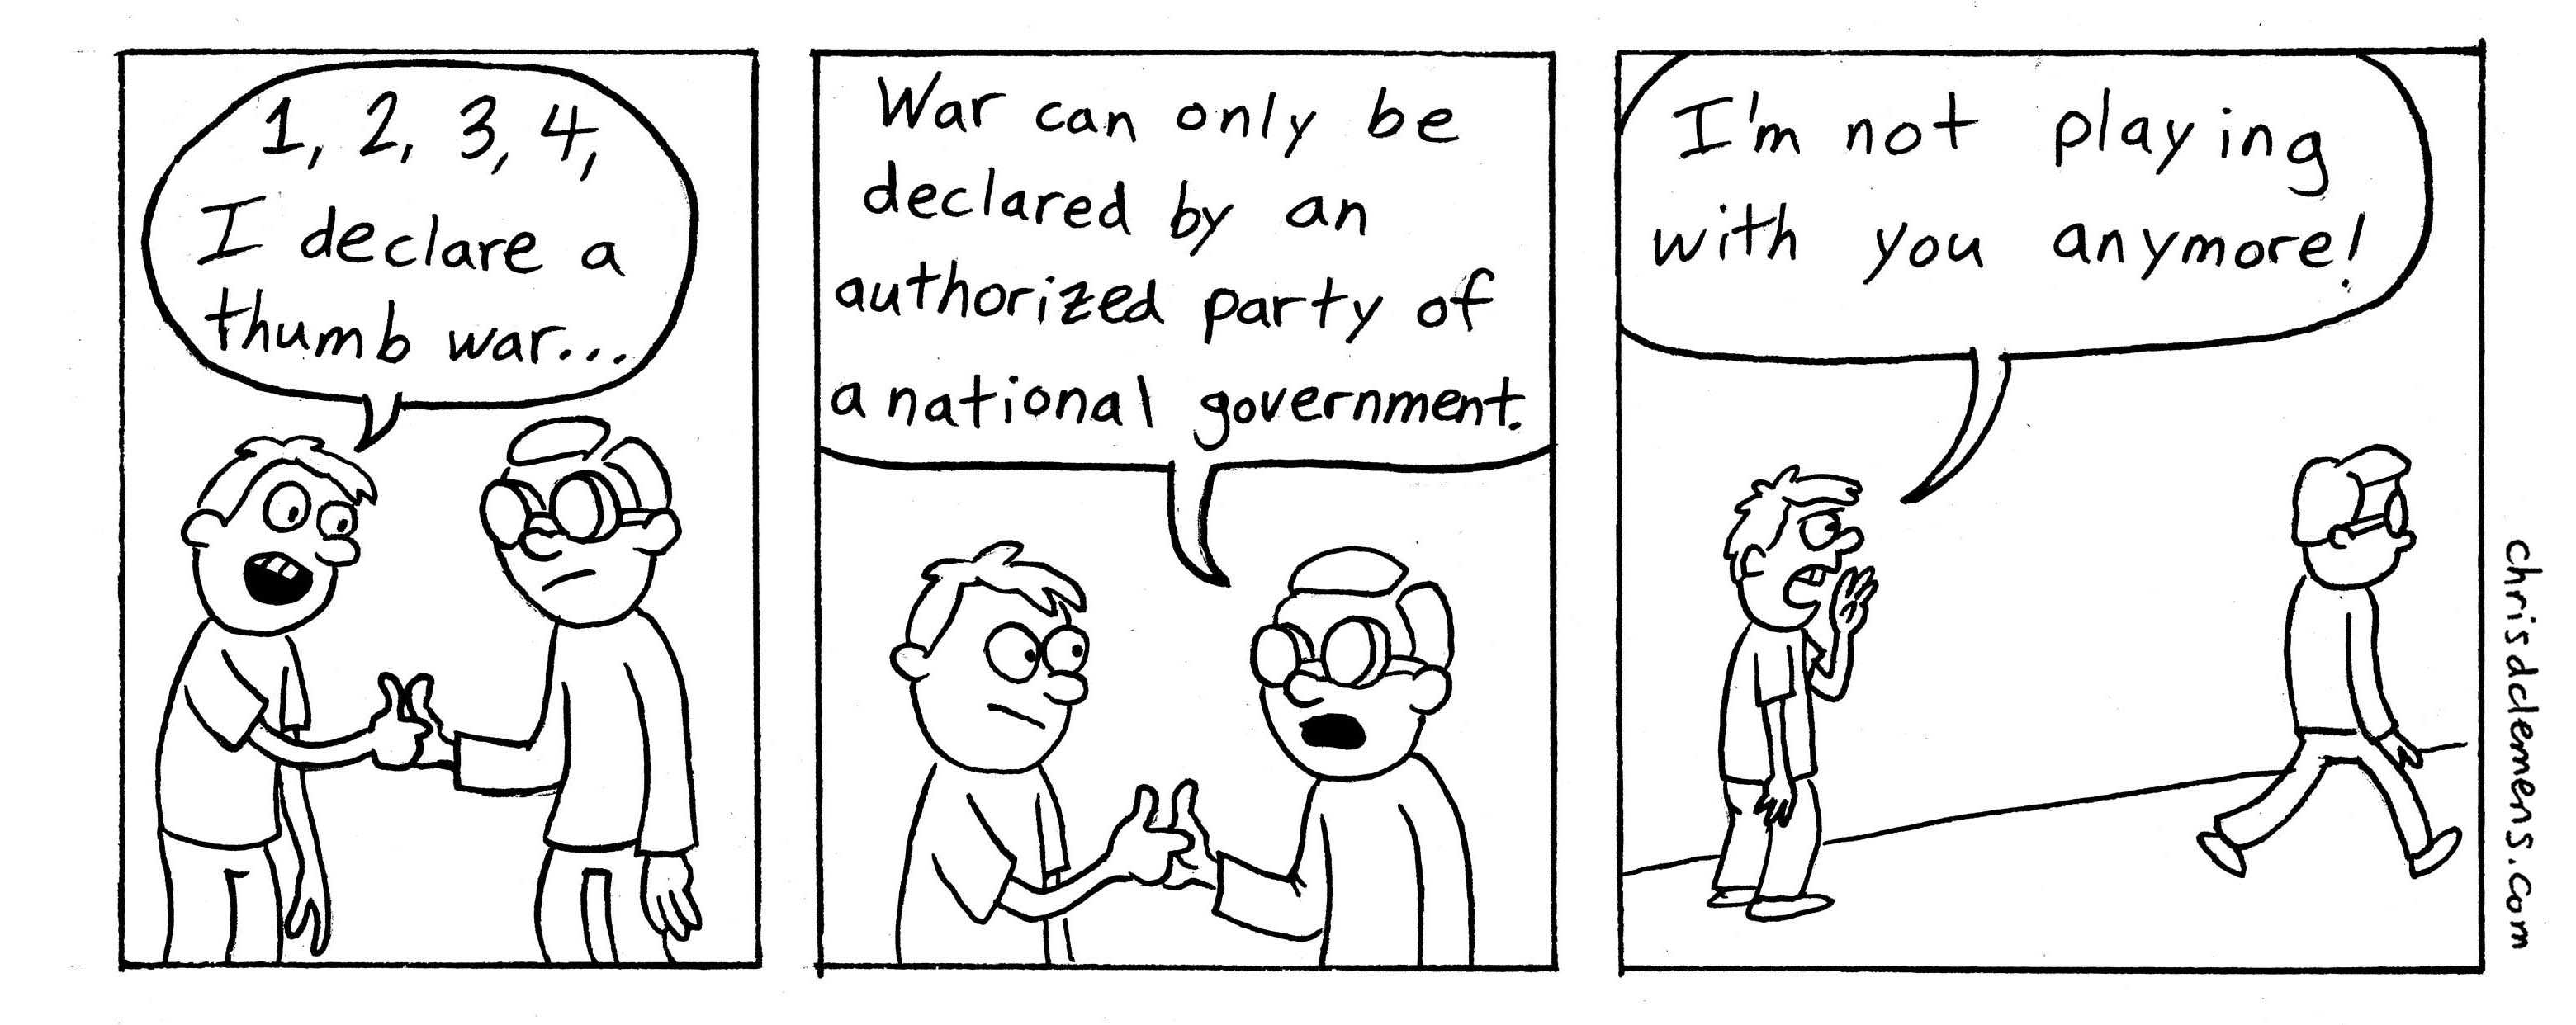 1, 2, 3, 4,
I declare a
thumb war...
War can only be
declared by an
authorized party of
a national government.
I'm not playing
with you anymore!
chrisdclemens.com